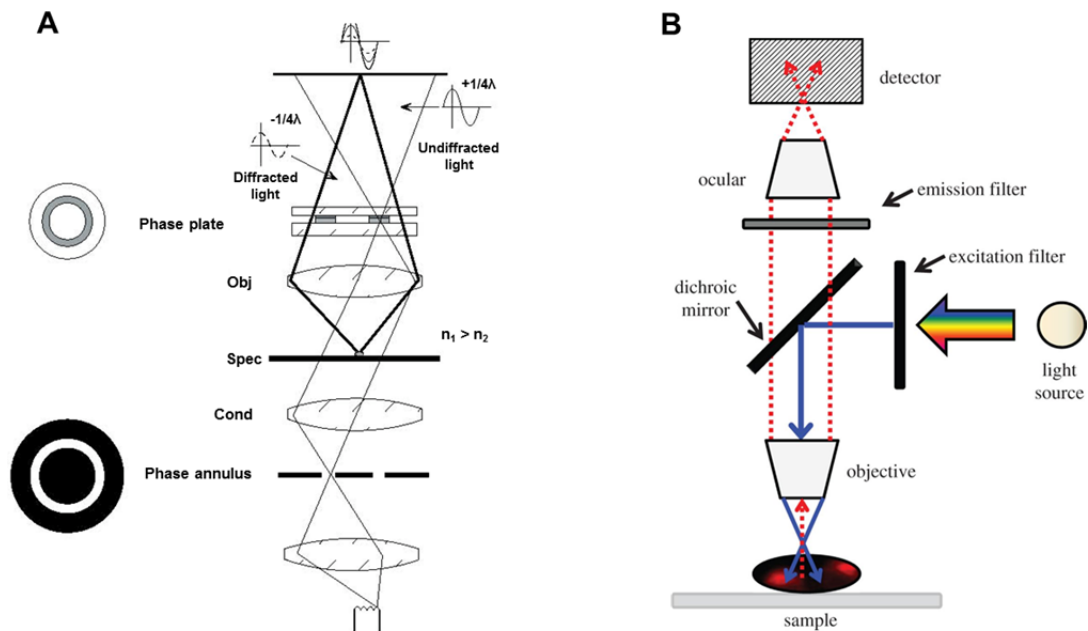 A
+1/4λ
-1/4λ
Undiffracted
light
Diffracted
light
Phase plate
Obj
n₁ > n₂
Spec
Cond
Phase annulus
B
detector
ocular
emission filter
excitation filter
dichroic
mirror
light
source
objective
sample